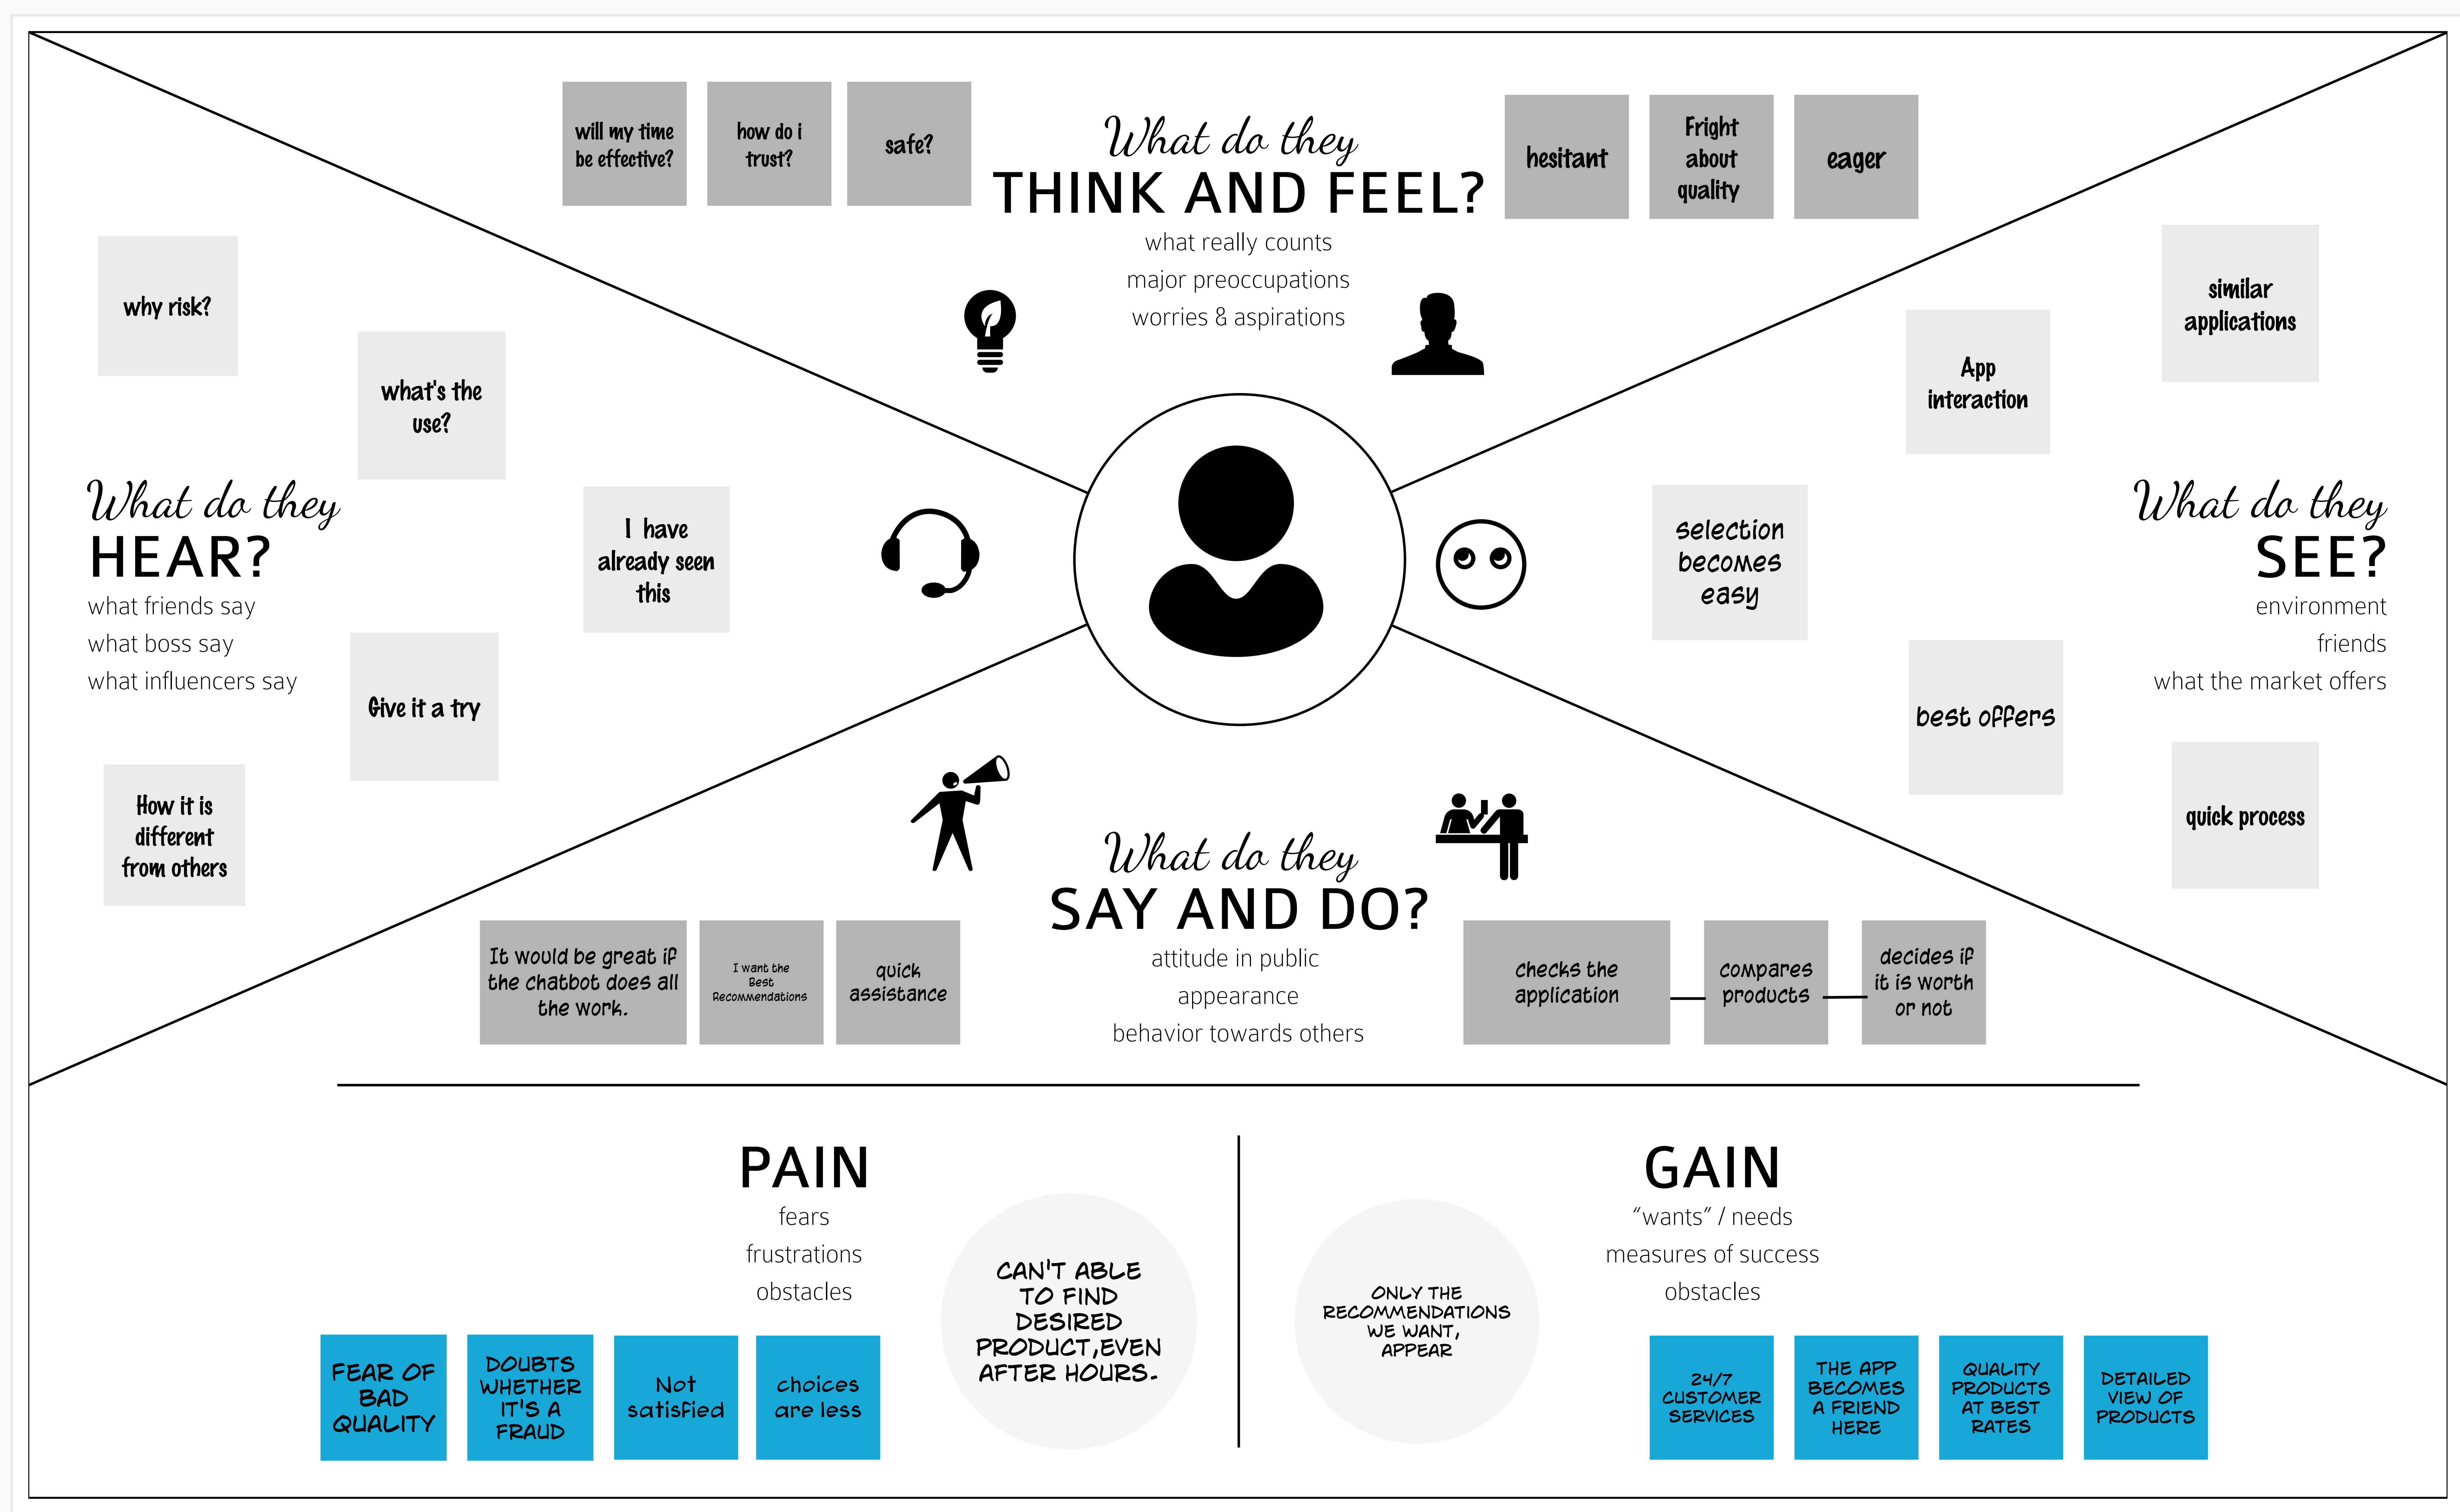 will my time
be effective?
how do i
trust?
safe?
What do they
THINK AND FEEL?
what really counts
major preoccupations
worries & aspirations
hesitant
Fright
about
quality
eager
why risk?
what's the
use?
I have
already seen
this
What do they
HEAR?
what friends say
what boss say
what influencers say
Give it a try
How it is
different
from others
similar
applications
App
interaction
selection
becomes
easy
What do they
SEE?
environment
friends
what the market offers
best offers
quick process
What do they
SAY AND DO?
attitude in public
appearance
behavior towards others
It would be great if
the chatbot does all
the work.
I want the
Best
Recommendations
quick
assistance
checks the
application
compares
products
decides if
it is worth
or not
PAIN
fears
frustrations
obstacles
CAN'T ABLE
TO FIND
DESIRED
PRODUCT,EVEN
AFTER HOURS.
FEAR OF
BAD
QUALITY
DOUBTS
WHETHER
IT'S A
FRAUD
Not
satisfied
choices
are less
GAIN
“wants” / needs
measures of success
obstacles
ONLY THE
RECOMMENDATIONS
WE WANT,
APPEAR
24/7
CUSTOMER
SERVICES
THE APP
BECOMES
A FRIEND
HERE
QUALITY
PRODUCTS
AT BEST
RATES
DETAILED
VIEW OF
PRODUCTS